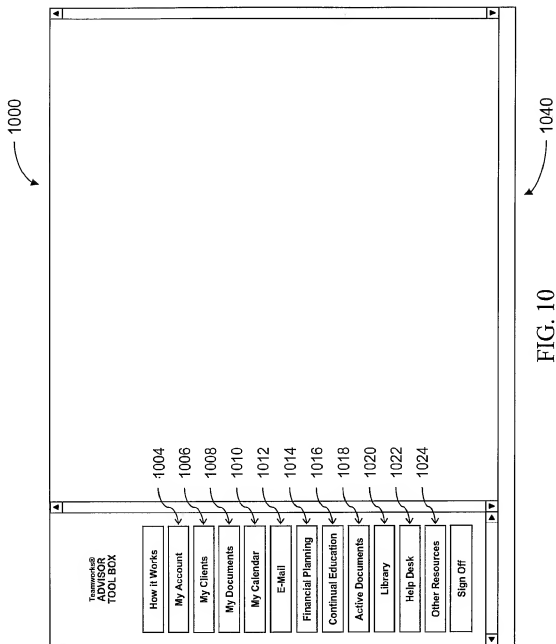 1000
Teamworks®
ADVISOR
TOOL BOX
How it Works
My Account
1004
My Clients
1006
My Documents
1008
My Calendar
1010
E-Mail
1012
Financial Planning
1014
Continual Education
1016
Active Documents
1018
Library
1020
Help Desk
1022
Other Resources
1024
Sign Off
1040
FIG. 10